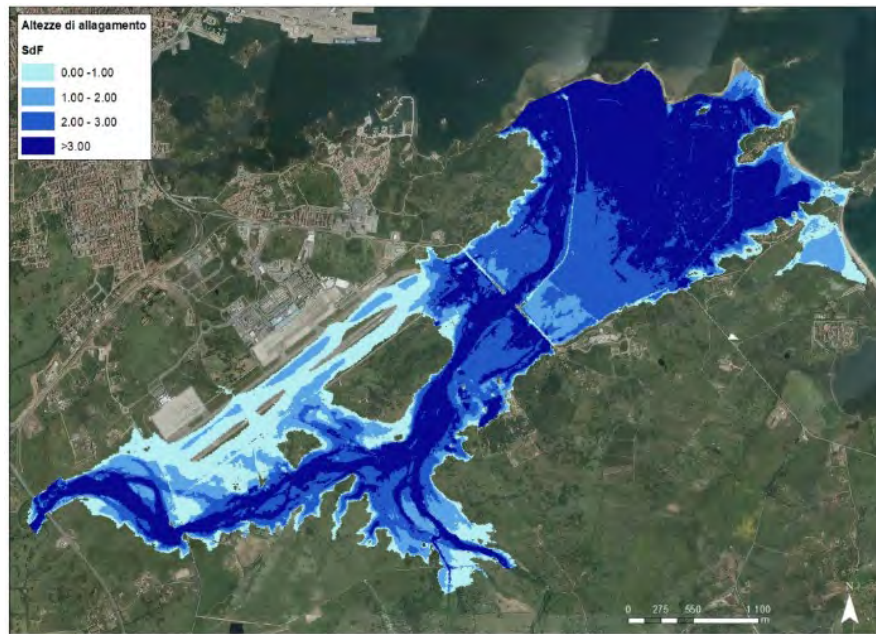 Altezze di allagamento
SdF
0.00 -1.00
1.00 - 2.00
2.00 - 3.00
>3.00
N
0 275 550 1.100
m